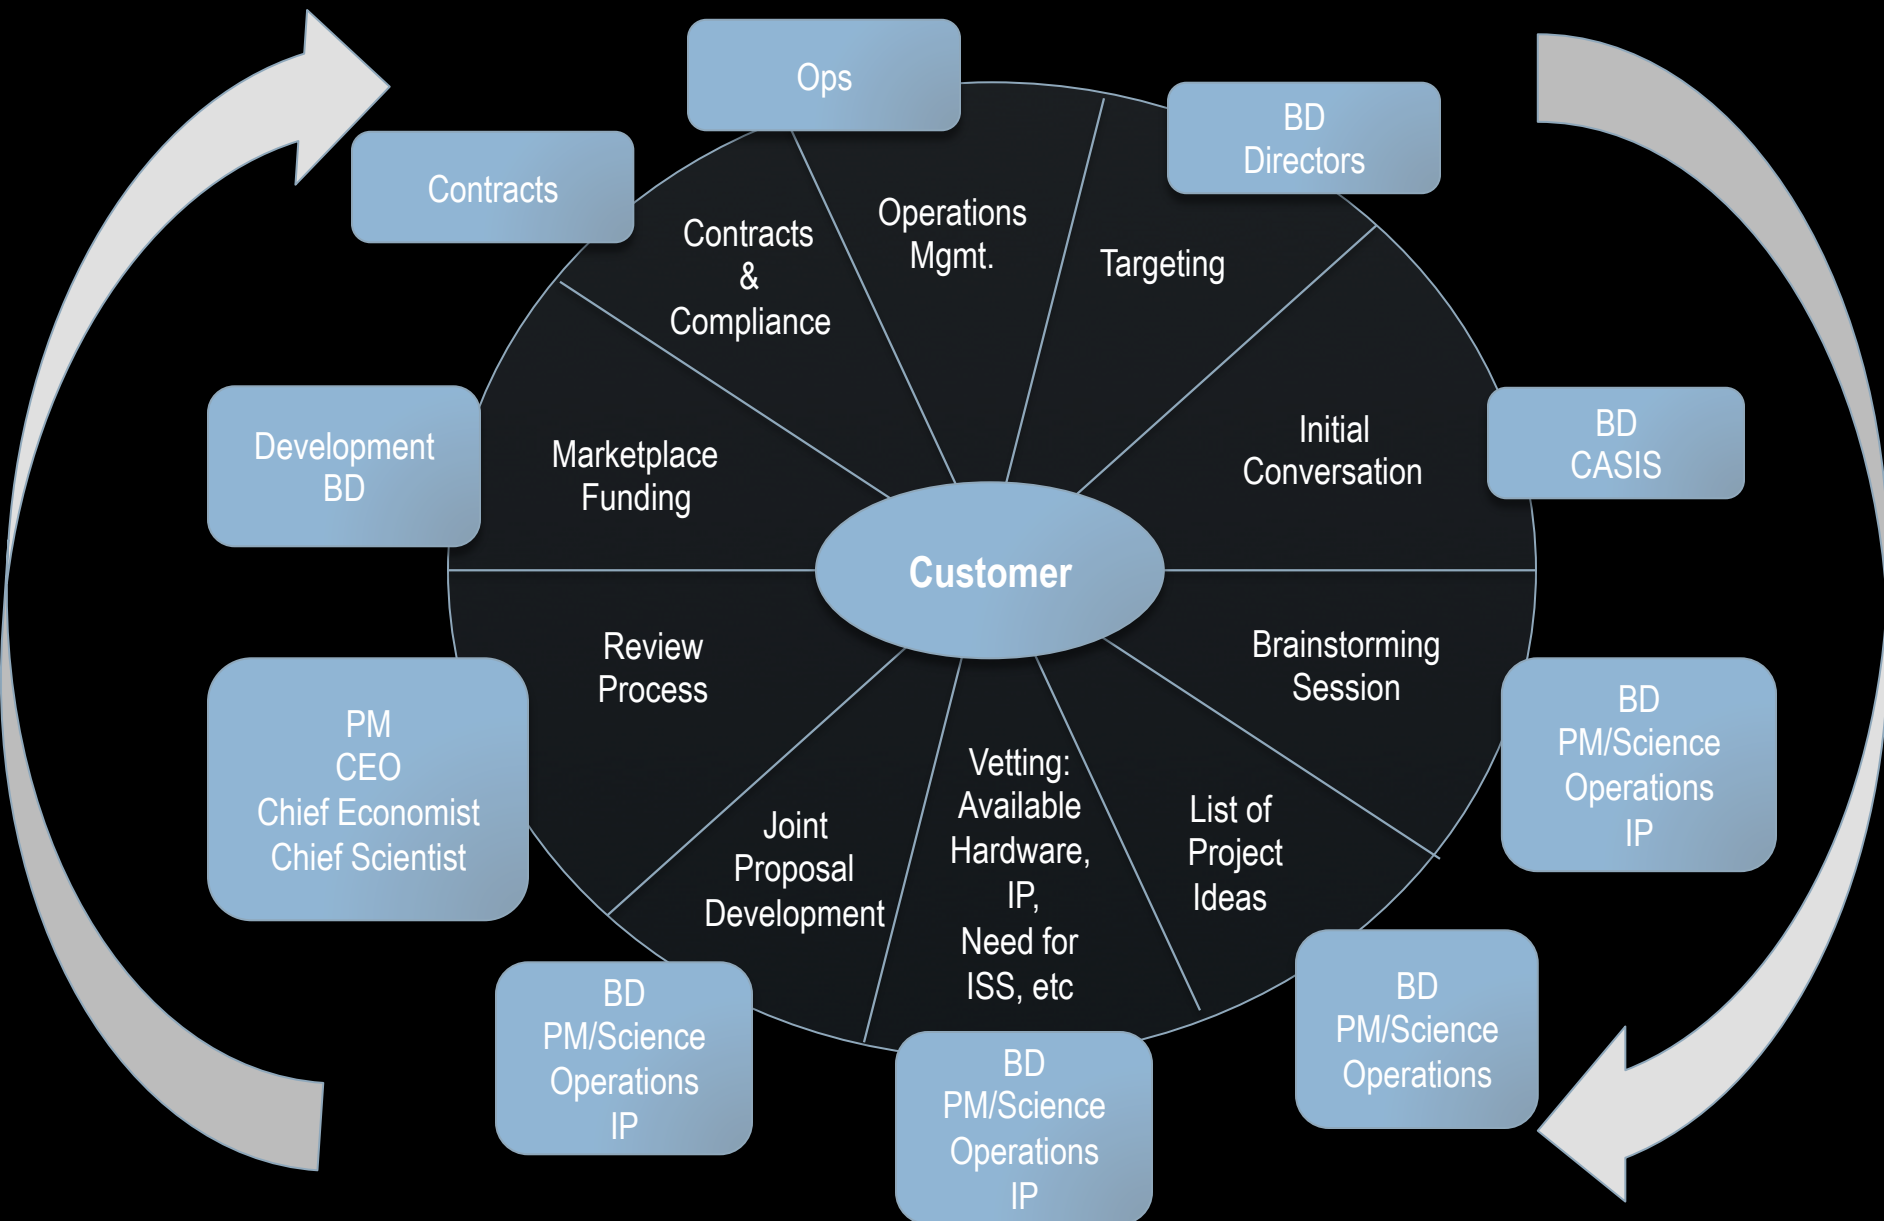 Ops
BD
Directors
Contracts
Operations
Mgmt.
Contracts
&
Compliance
Targeting
Development
BD
Marketplace
Funding
Initial
Conversation
BD
CASIS
Customer
Review
Process
Brainstorming
Session
PM
CEO
Chief Economist
Chief Scientist
BD
PM/Science
Operations
IP
Joint
Proposal
Development
Vetting:
Available
Hardware,
IP,
Need for
ISS, etc
List of
Project
Ideas
BD
PM/Science
Operations
IP
BD
PM/Science
Operations
IP
BD
PM/Science
Operations